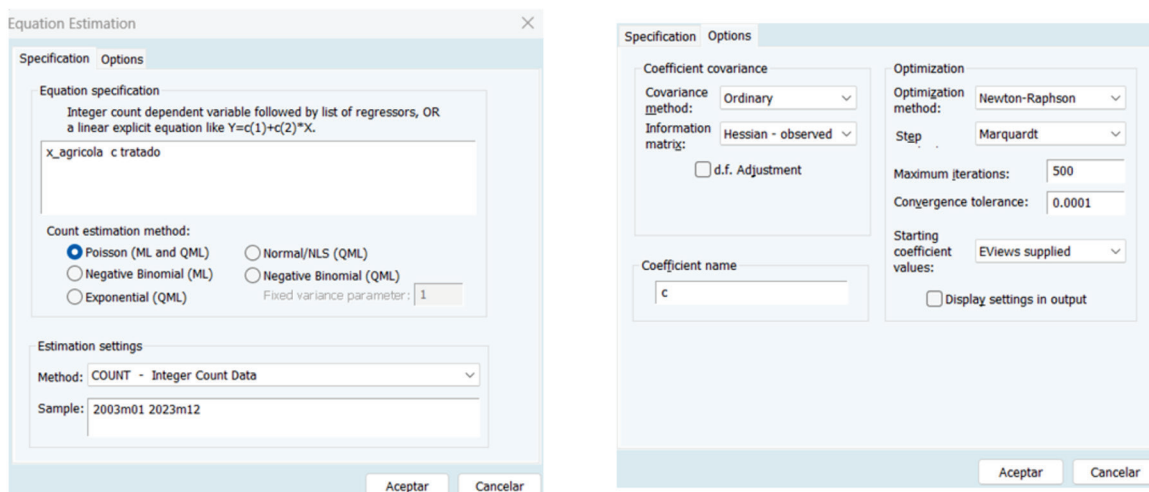 Equation Estimation
Specification Options
Equation specification
Integer count dependent variable followed by list of regressors, OR
a linear explicit equation like Y=c(1)+c(2)*X.
x_agricola c tratado
Count estimation method:
Poisson (ML and QML)
Normal/NLS (QML)
Negative Binomial (ML)
Negative Binomial (QML)
Exponential (QML)
Fixed variance parameter: 1
Estimation settings
Method: COUNT - Integer Count Data
Sample: 2003m01 2023m12
Aceptar Cancelar
Specification Options
Coefficient covariance
Covariance
method:
Ordinary
Information
matrix:
Hessian - observed
d.f. Adjustment
Coefficient name
c
Optimization
Optimization
method:
Newton-Raphson
Step
Marquardt
Maximum iterations: 500
Convergence tolerance: 0.0001
Starting
coefficient
values:
EViews supplied
Display settings in output
Aceptar Cancelar